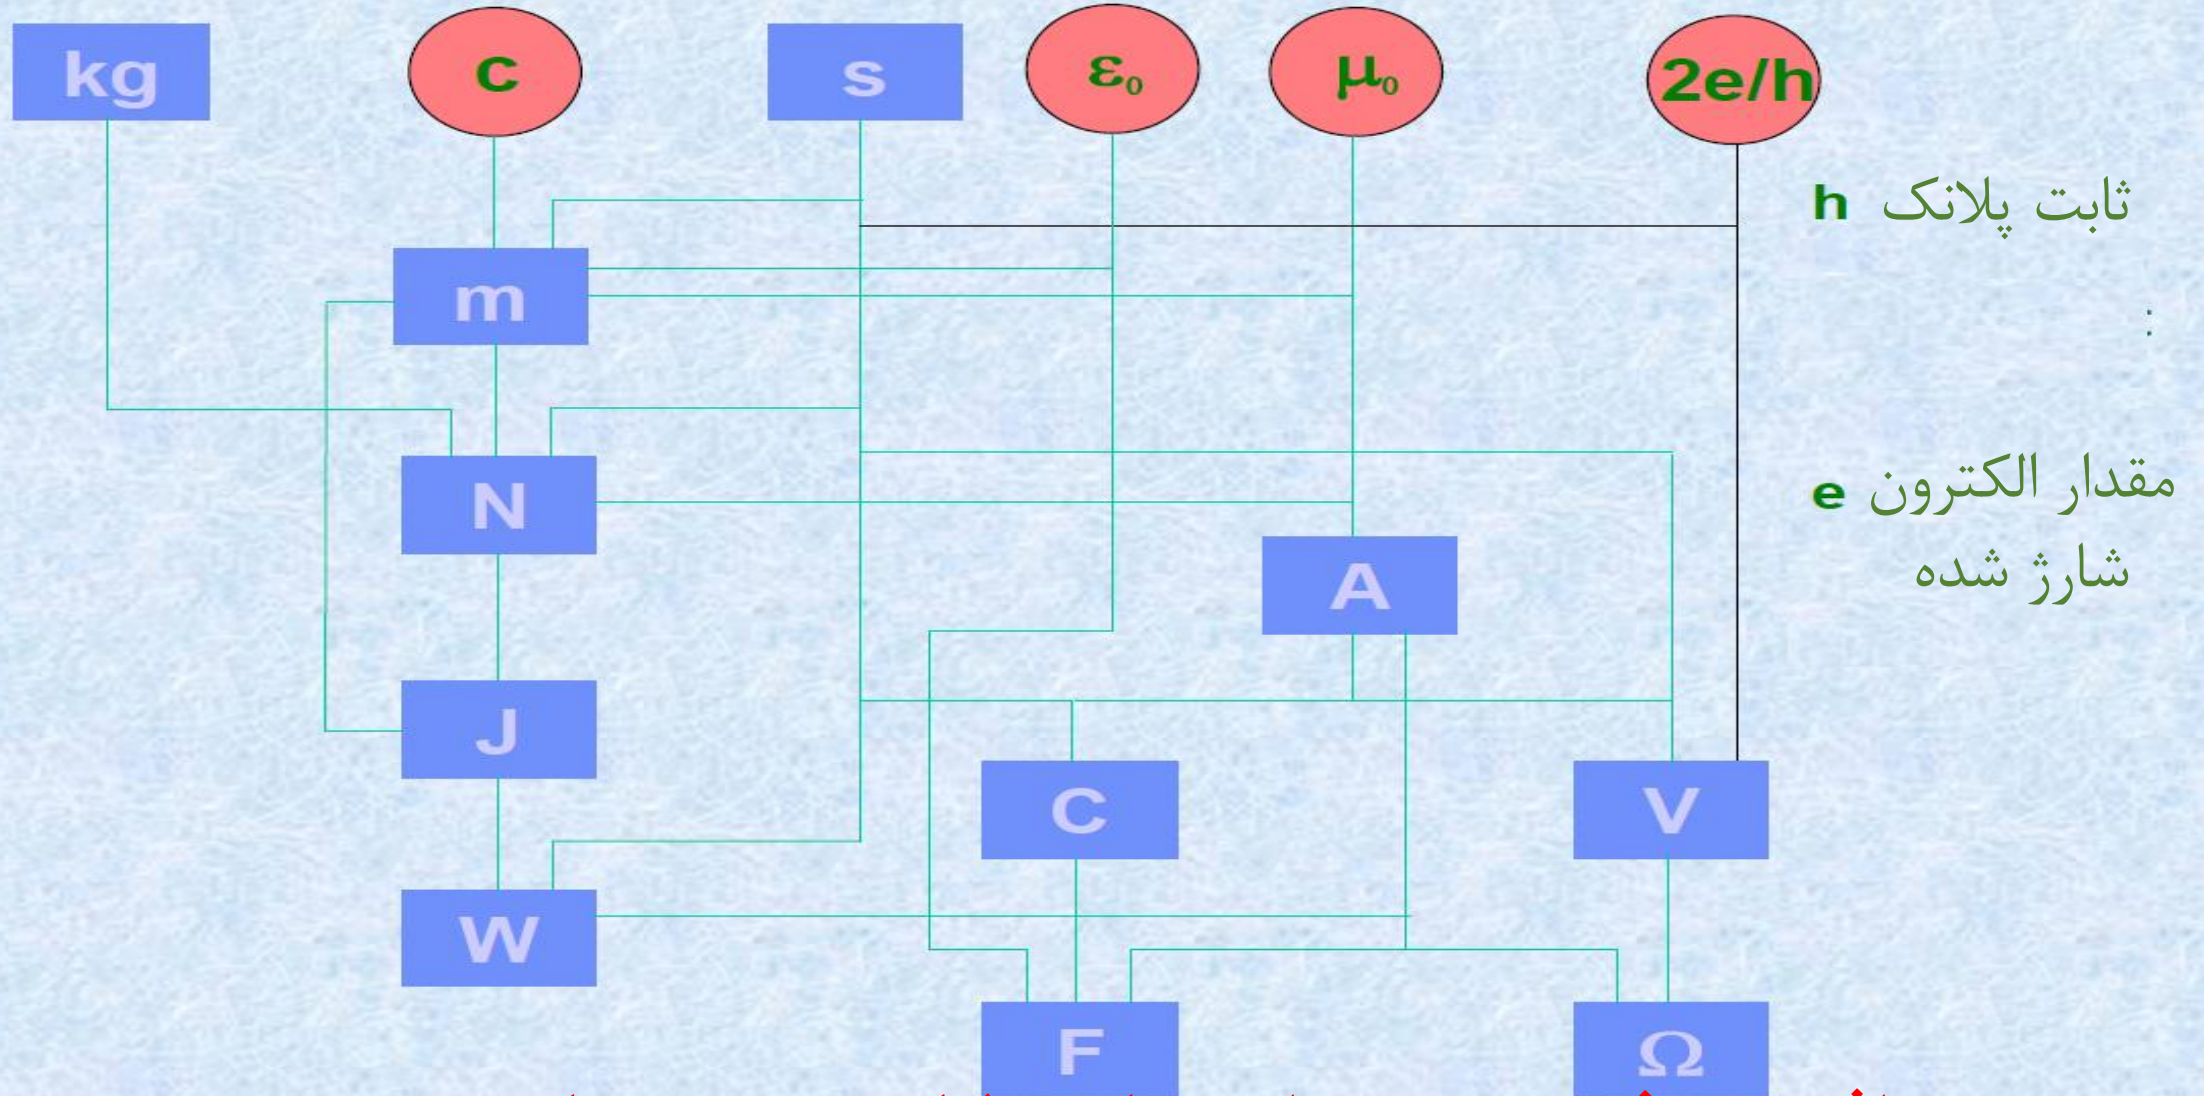 kg
c
s
ε₀
μ₀
2e/h
h ثابت پلانک
m
:
N
e مقدار الکترون
شارژ شده
A
J
C
V
W
F
Ω